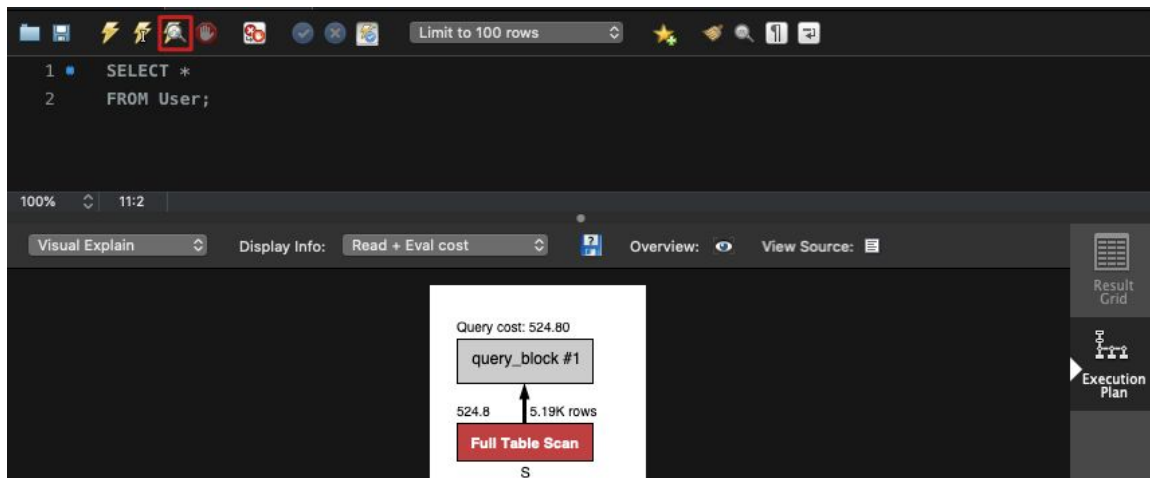 Limit to 100 rows
1 SELECT *
2 FROM User;
100% 11:2
Visual Explain Display Info: Read + Eval cost Overview: View Source:
Result
Grid
Query cost: 524.80
query_block #1
524.8 5.19K rows
Full Table Scan
S
Execution
Plan